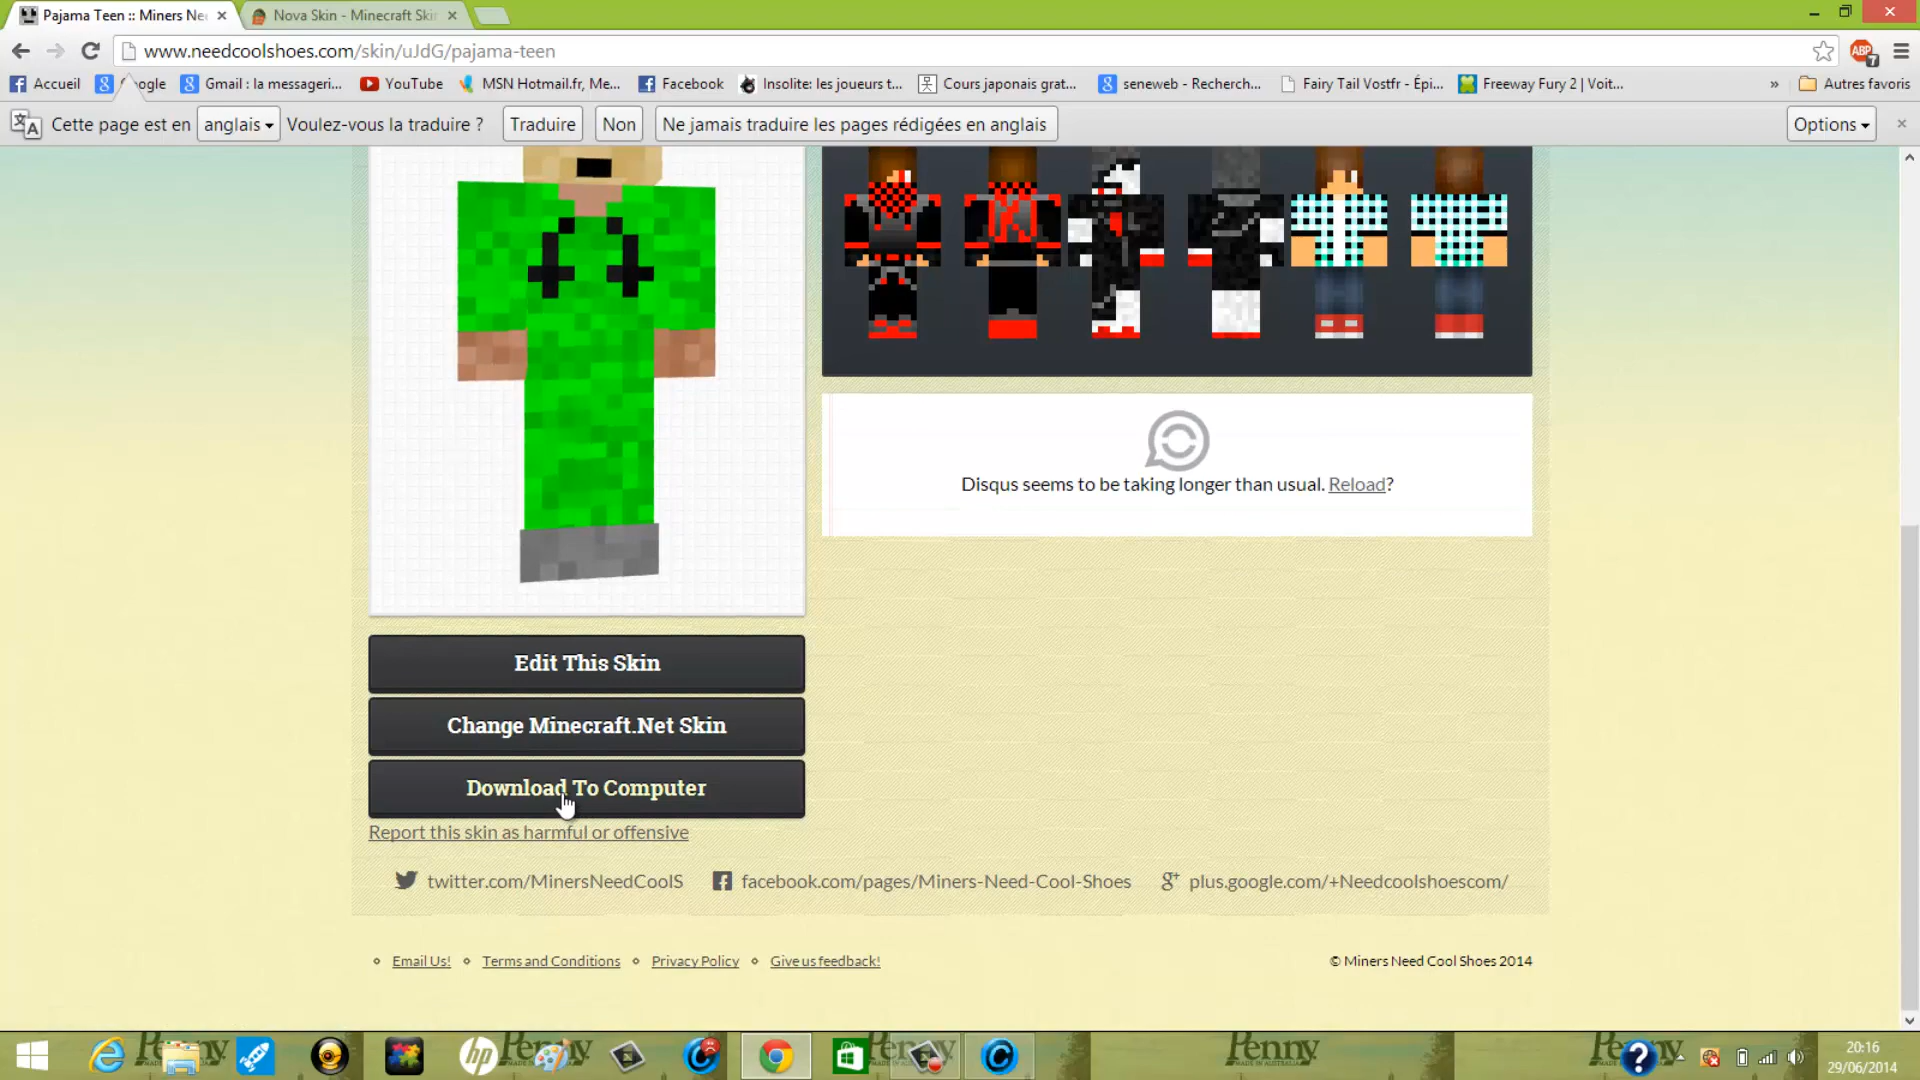 Pajama Teen :: Miners Ne
Nova Skin - Minecraft Skir
www.needcoolshoes.com/skin/uJdG/pajama-teen
ABP
7
Accueil
Gmail : la messageri...
YouTube
MSN Hotmail.fr, Me...
Facebook
Insolite: les joueurs t...
Cours japonais grat...
seneweb - Recherch...
Fairy Tail Vostfr - Épi...
Freeway Fury 2 | Voit...
»
Autres favoris
Cette page est en
anglais
Voulez-vous la traduire ?
Traduire
Non
Ne jamais traduire les pages rédigées en anglais
Options
Disqus seems to be taking longer than usual. Reload?
Edit This Skin
Change Minecraft.Net Skin
Download To Computer
Report this skin as harmful or offensive
twitter.com/MinersNeedCoolS
facebook.com/pages/Miners-Need-Cool-Shoes
plus.google.com/+Needcoolshoescom/
Email Us!
Terms and Conditions
Privacy Policy
Give us feedback!
© Miners Need Cool Shoes 2014
hp
Penny
20:16
29/06/2014